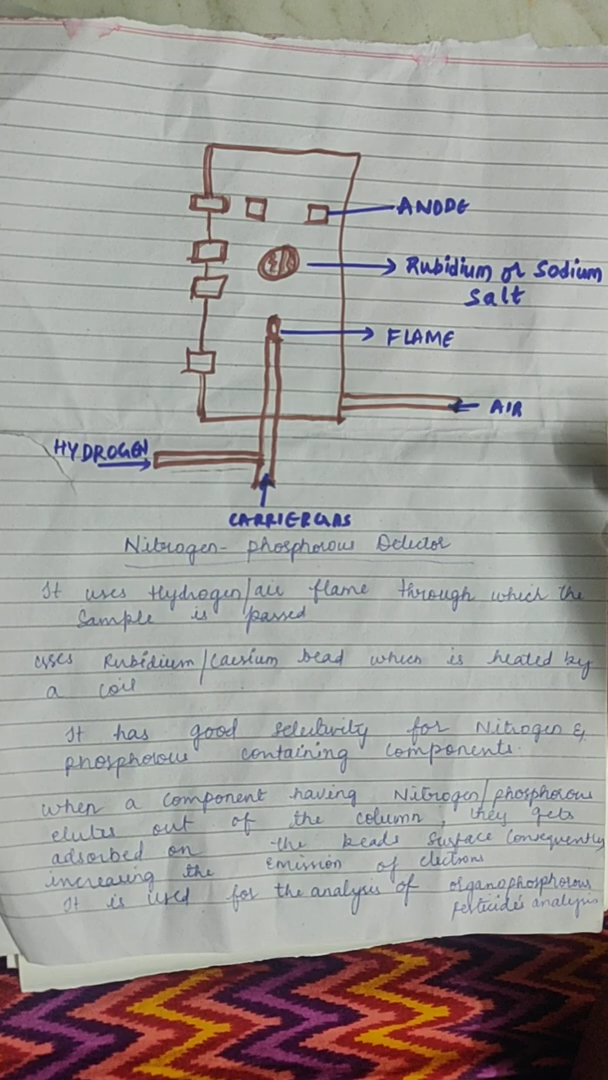 ANODE
Rubidium or Sodium
salt
FLAME
AIR
HYDROGEN
CARRIERGAS
Nitrogen- phosphorous Detector
It uses Hydrogen/air flame through which the
sample is passed
uses Rubidium/Caesium bead which is heated by
a coil
It has good selectivity for Nitrogen &
phosphorous containing components.
when a component having Nitrogen/phosphorous
elutes out of the column, they gets
adsorbed on the beads surface consequently
increasing the emission of electrons
It is used for the analysis of organophosphorous
pesticides analysis